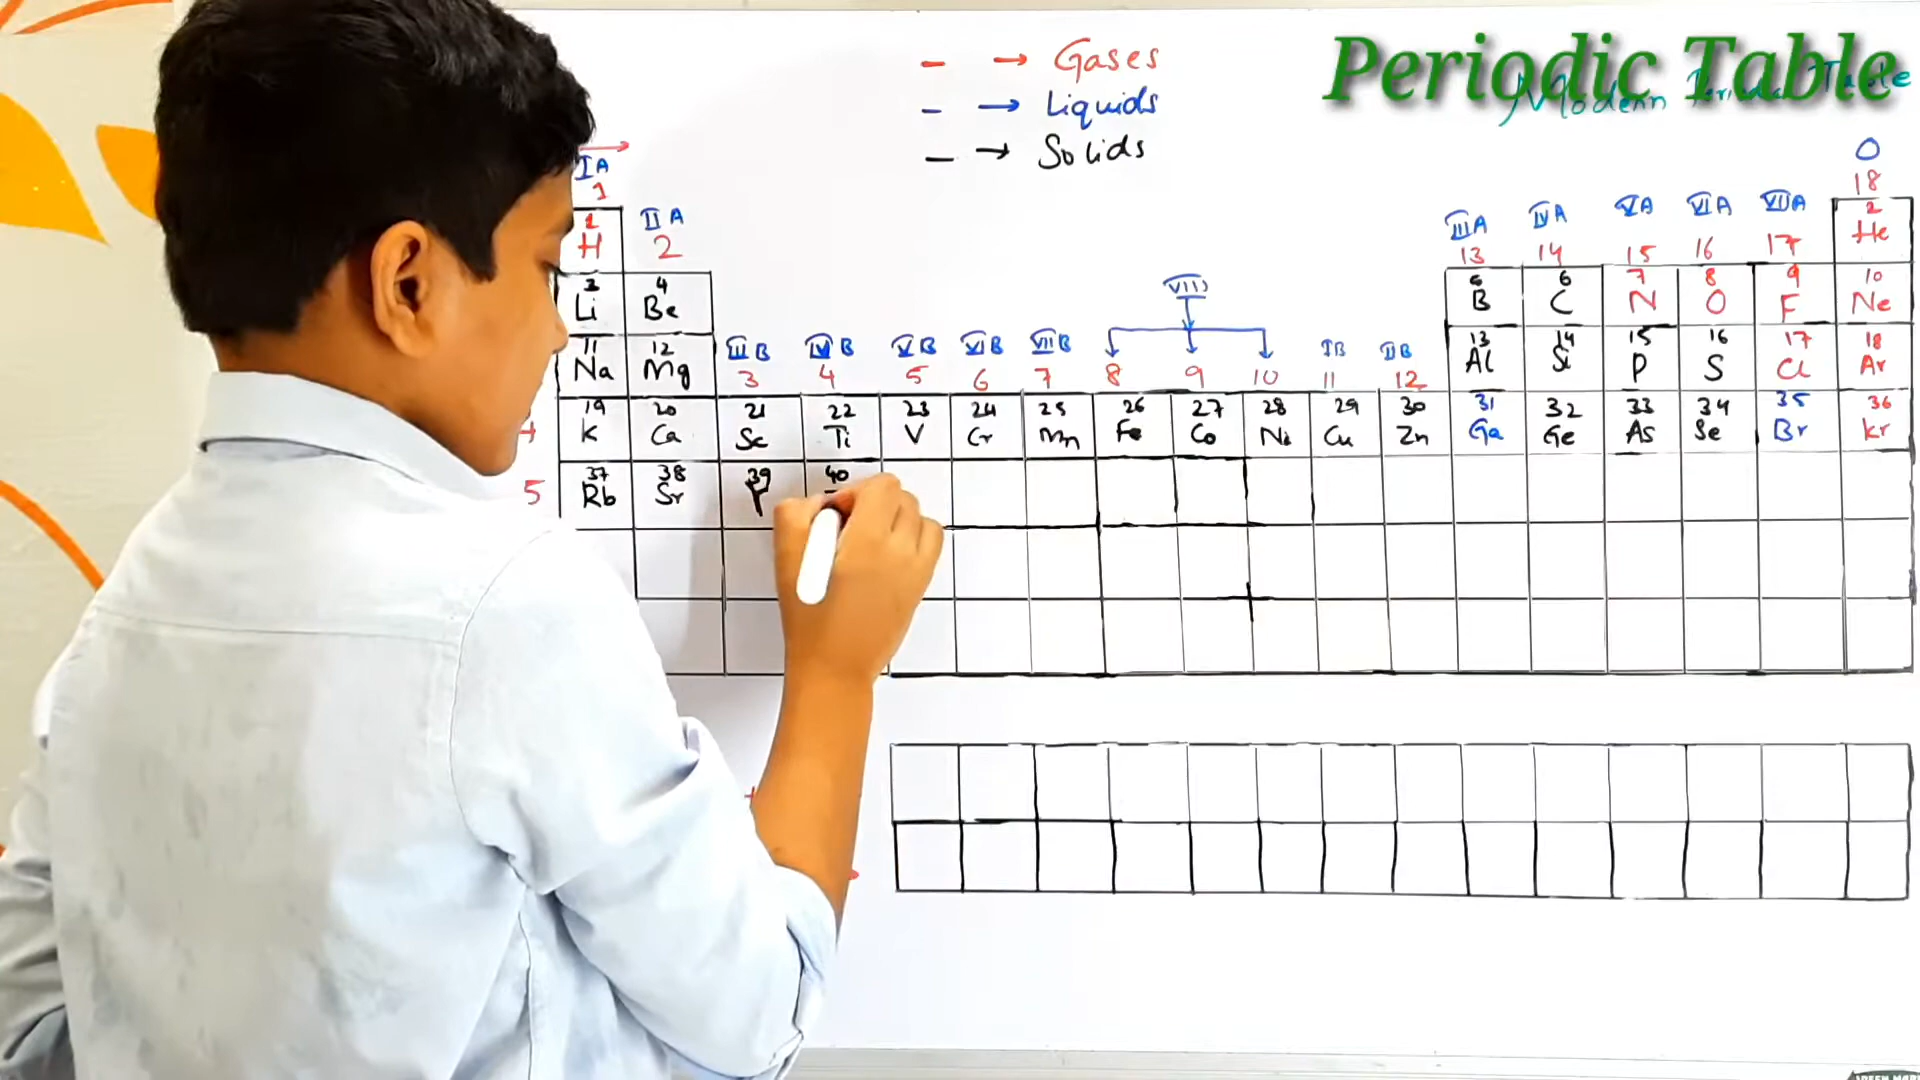 Periodic Table
Modern Periodic Table
- → Gases
- → Liquids
- → Solids
IA
1
IIA
2
IIIB IVB VB VIB VIIB VIII IB IIB
3 4 5 6 7 8 9 10 11 12
IIIA IVA VA VIA VIIA
13 14 15 16 17
0
18
1 2
H He
3 4 5 6 7 8 9 10
Li Be B C N O F Ne
11 12 13 14 15 16 17 18
Na Mg Al Si P S Cl Ar
19 20 21 22 23 24 25 26 27 28 29 30 31 32 33 34 35 36
K Ca Sc Ti V Cr Mn Fe Co Ni Cu Zn Ga Ge As Se Br Kr
37 38 39 40
5 Rb Sr Y